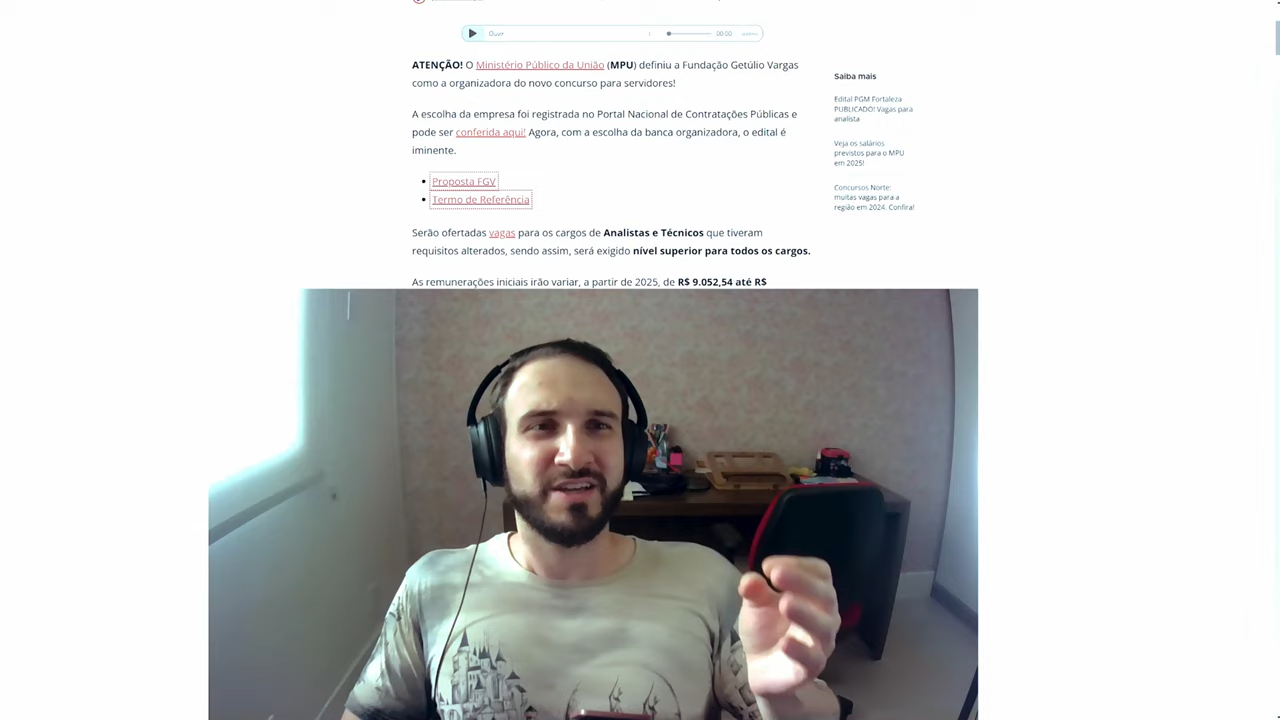 Ouvir
00:00
ATENÇÃO! O Ministério Público da União (MPU) definiu a Fundação Getúlio Vargas
como a organizadora do novo concurso para servidores!
A escolha da empresa foi registrada no Portal Nacional de Contratações Públicas e
pode ser conferida aqui! Agora, com a escolha da banca organizadora, o edital é
iminente.
Proposta FGV
Termo de Referência
Serão ofertadas vagas para os cargos de Analistas e Técnicos que tiveram
requisitos alterados, sendo assim, será exigido nível superior para todos os cargos.
As remunerações iniciais irão variar, a partir de 2025, de R$ 9.052,54 até R$
Saiba mais
Edital PGM Fortaleza
PUBLICADO! Vagas para
analista
Veja os salários
previstos para o MPU
em 2025!
Concursos Norte:
muitas vagas para a
região em 2024. Confira!